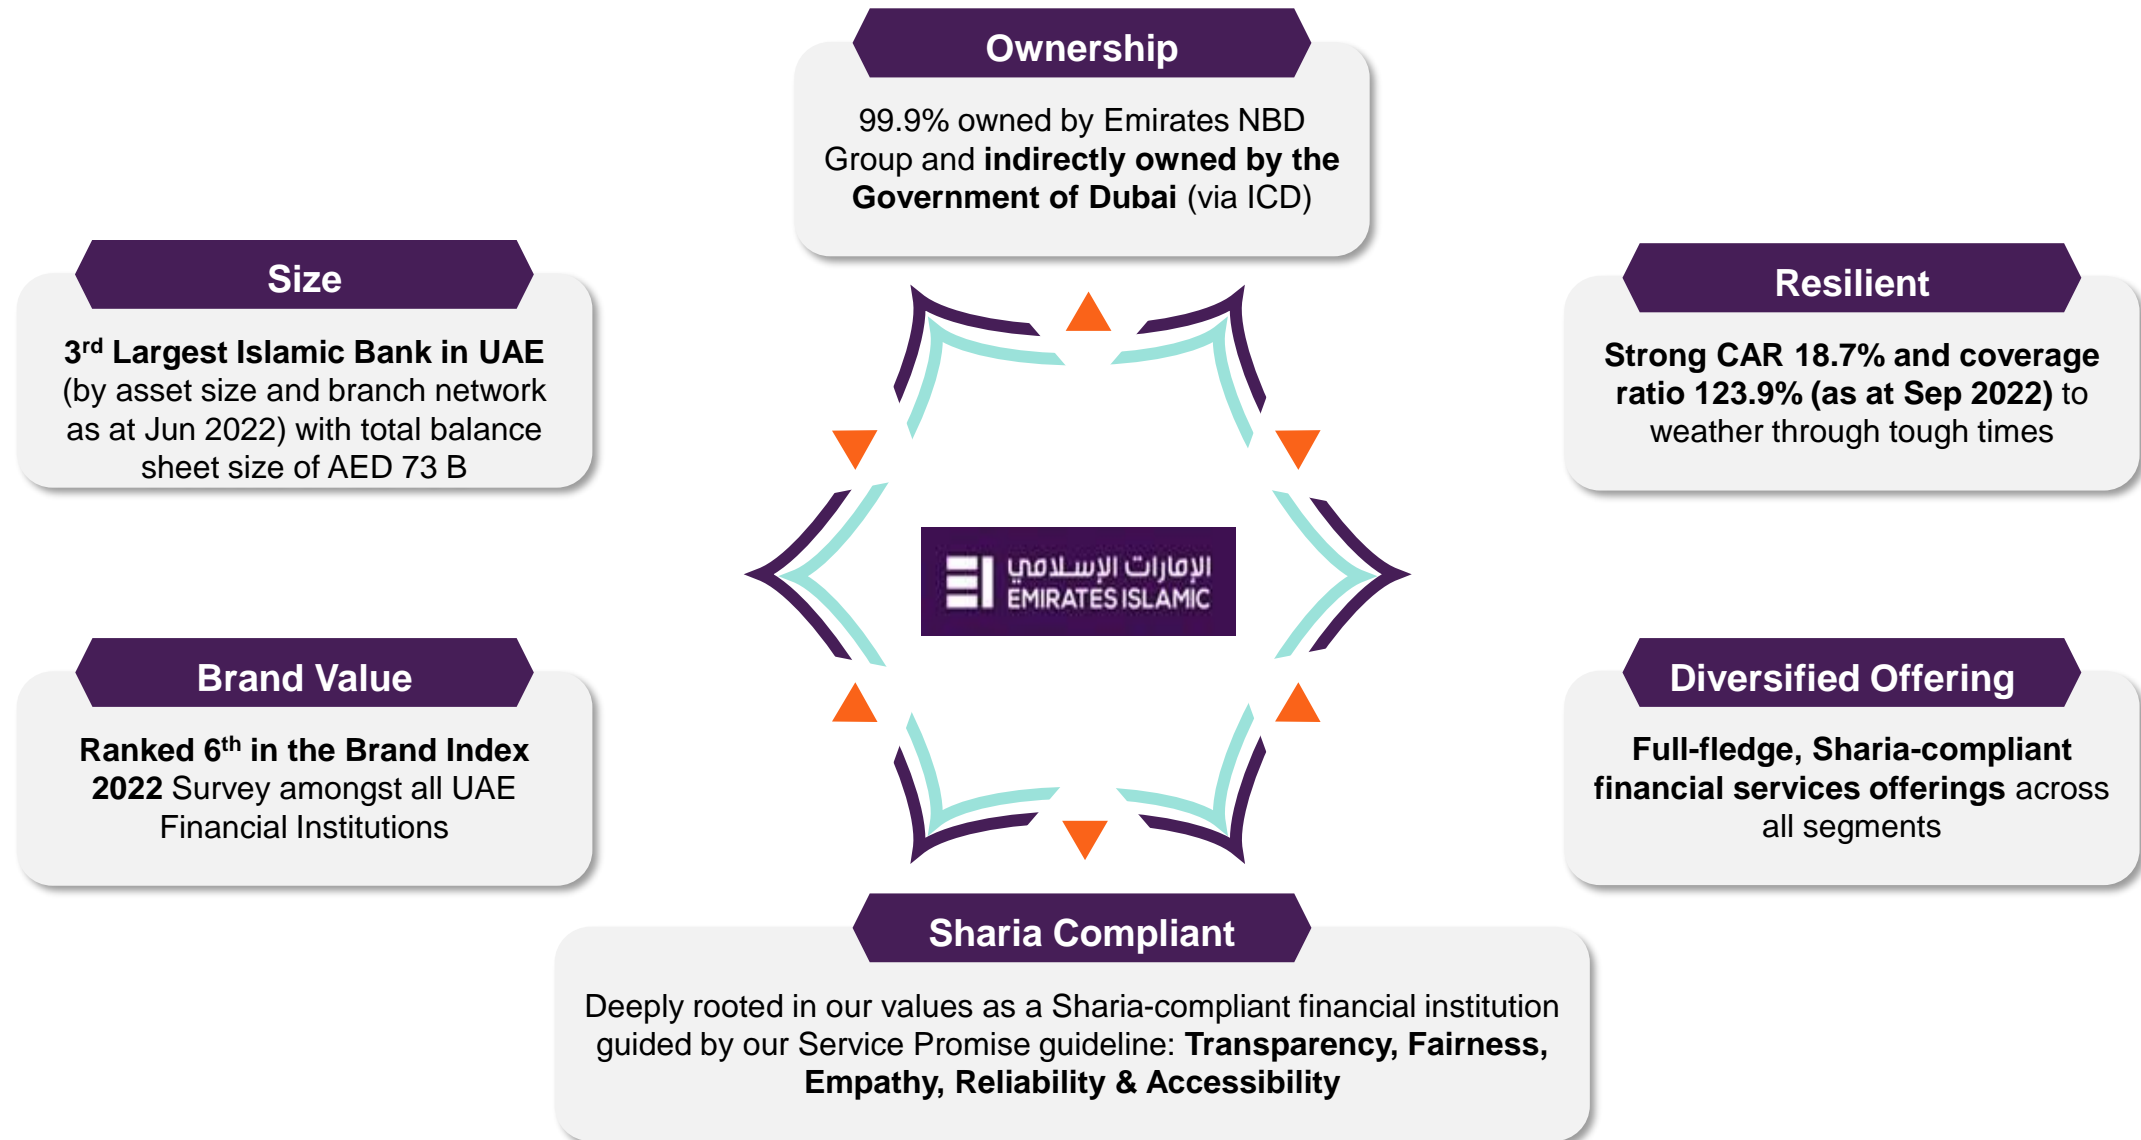 Ownership
99.9% owned by Emirates NBD
Group and indirectly owned by the
Government of Dubai (via ICD)
Size
3rd Largest Islamic Bank in UAE
(by asset size and branch network
as at Jun 2022) with total balance
sheet size of AED 73 B
Resilient
Strong CAR 18.7% and coverage
ratio 123.9% (as at Sep 2022) to
weather through tough times
الإمارات الإسلامي
EMIRATES ISLAMIC
Brand Value
Ranked 6th in the Brand Index
2022 Survey amongst all UAE
Financial Institutions
Diversified Offering
Full-fledge, Sharia-compliant
financial services offerings across
all segments
Sharia Compliant
Deeply rooted in our values as a Sharia-compliant financial institution
guided by our Service Promise guideline: Transparency, Fairness,
Empathy, Reliability & Accessibility